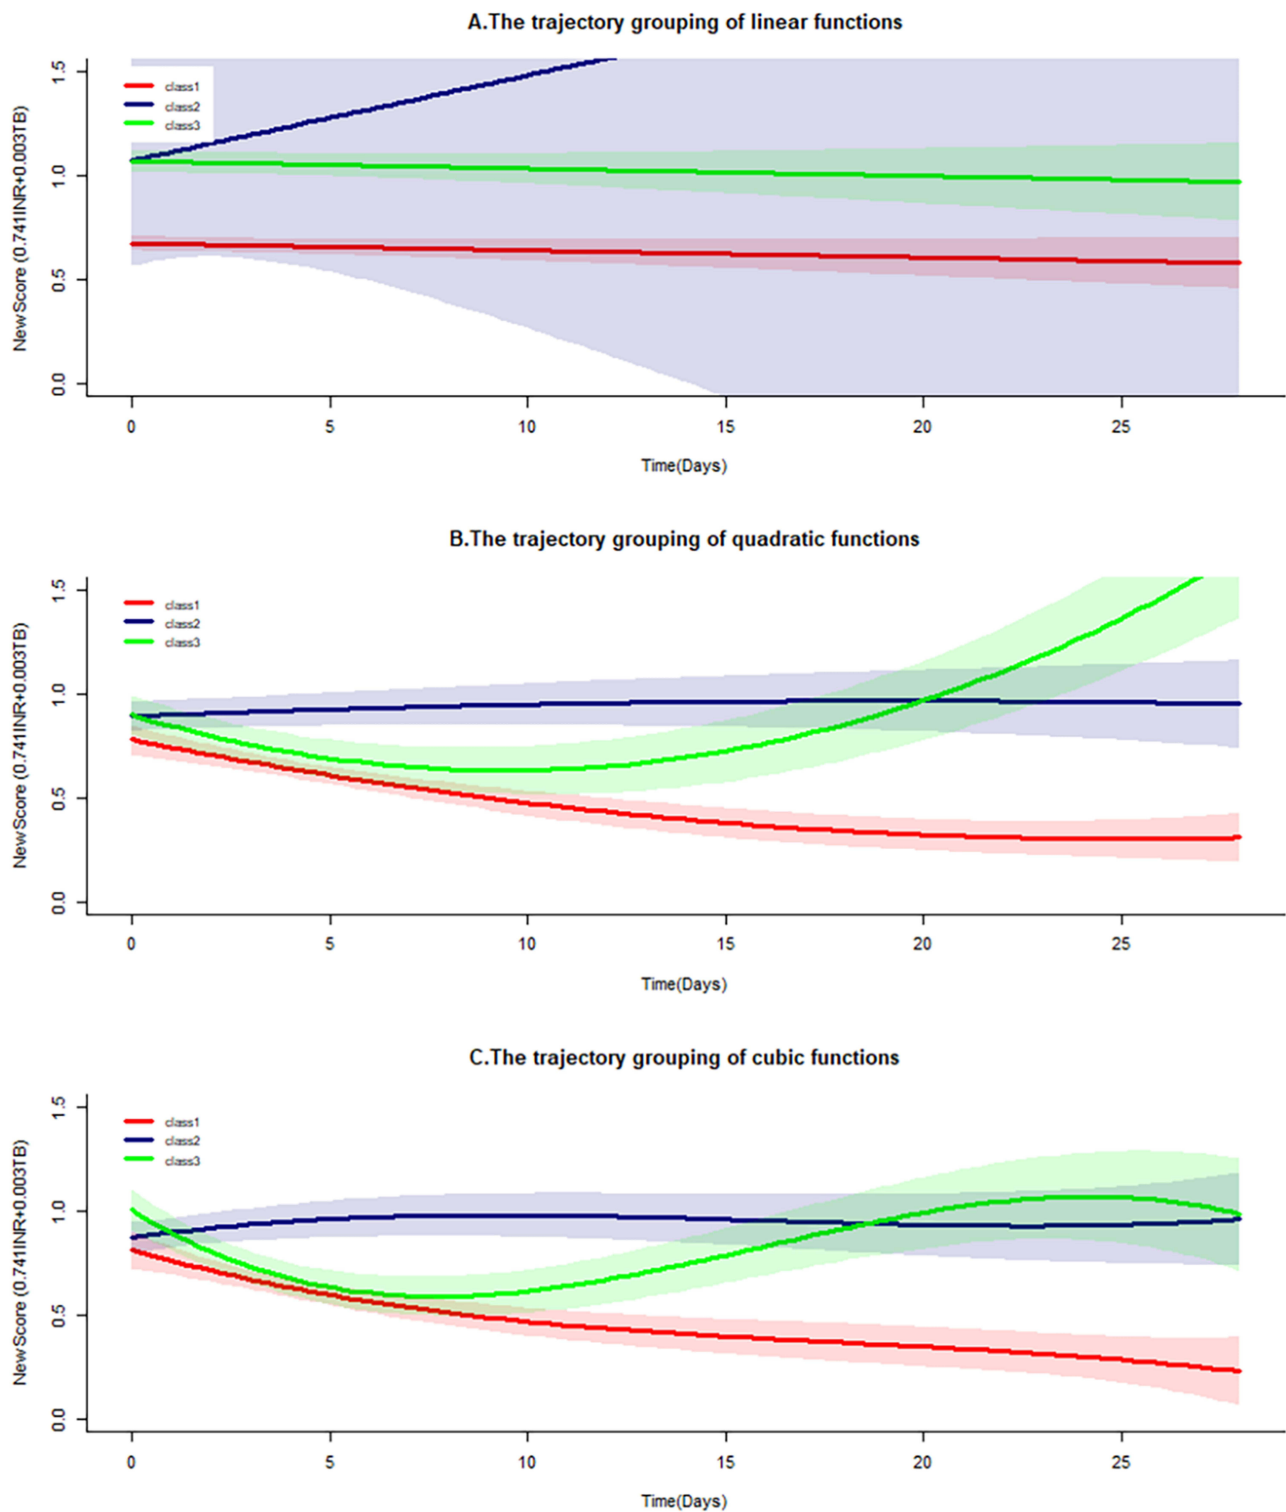 A.The trajectory grouping of linear functions
NewScore (0.741INR+0.003TB)
1.5
1.0
0.5
0.0
class1
class2
class3
0 5 10 15 20 25
Time(Days)
B.The trajectory grouping of quadratic functions
NewScore (0.741INR+0.003TB)
1.5
1.0
0.5
0.0
class1
class2
class3
0 5 10 15 20 25
Time(Days)
C.The trajectory grouping of cubic functions
NewScore (0.741INR+0.003TB)
1.5
1.0
0.5
0.0
class1
class2
class3
0 5 10 15 20 25
Time(Days)